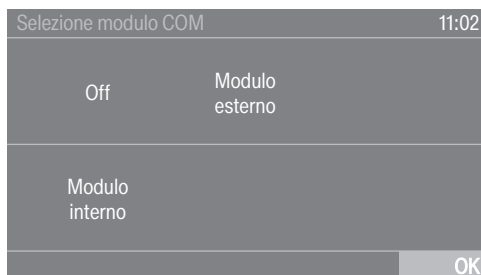 Selezione modulo COM 11:02
Off
Modulo
esterno
Modulo
interno
OK